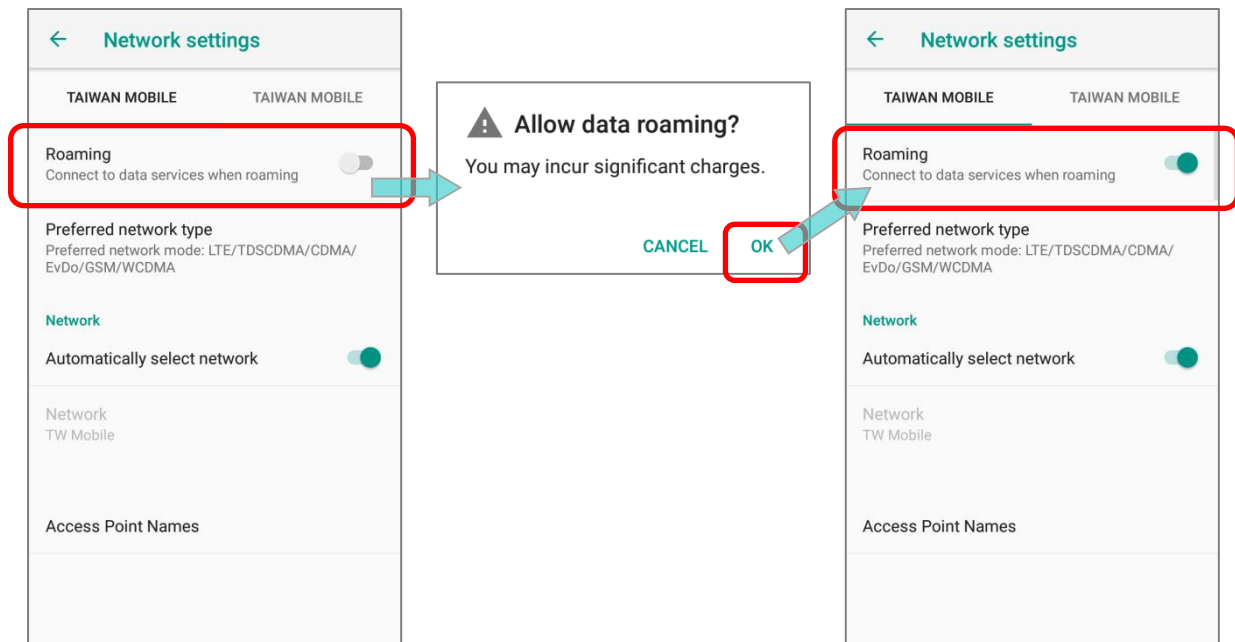 Network settings
TAIWAN MOBILE TAIWAN MOBILE
Roaming
Connect to data services when roaming
Preferred network type
Preferred network mode: LTE/TDSCDMA/CDMA/
EvDo/GSM/WCDMA
Network
Automatically select network
Network
TW Mobile
Access Point Names
Allow data roaming?
You may incur significant charges.
CANCEL OK
Network settings
TAIWAN MOBILE TAIWAN MOBILE
Roaming
Connect to data services when roaming
Preferred network type
Preferred network mode: LTE/TDSCDMA/CDMA/
EvDo/GSM/WCDMA
Network
Automatically select network
Network
TW Mobile
Access Point Names